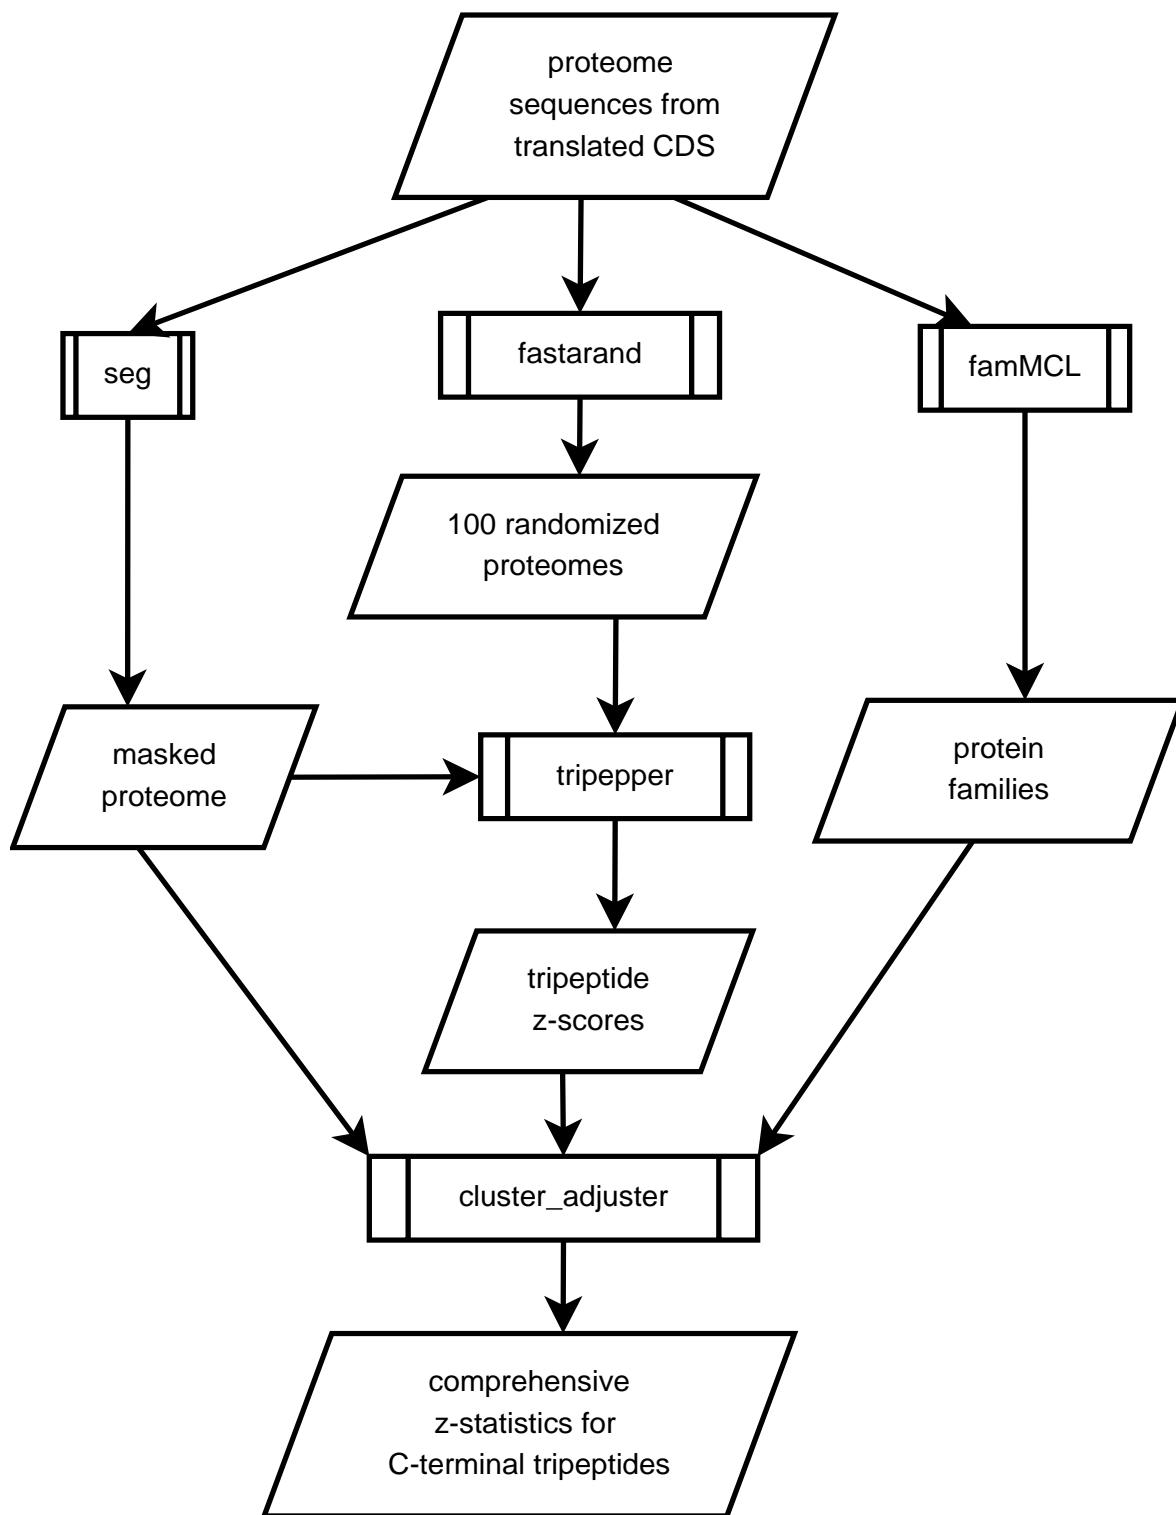 proteome
sequences from
translated CDS
seg
fastarand
famMCL
100 randomized
proteomes
masked
proteome
tripepper
protein
families
tripeptide
z-scores
cluster_adjuster
comprehensive
z-statistics for
C-terminal tripeptides